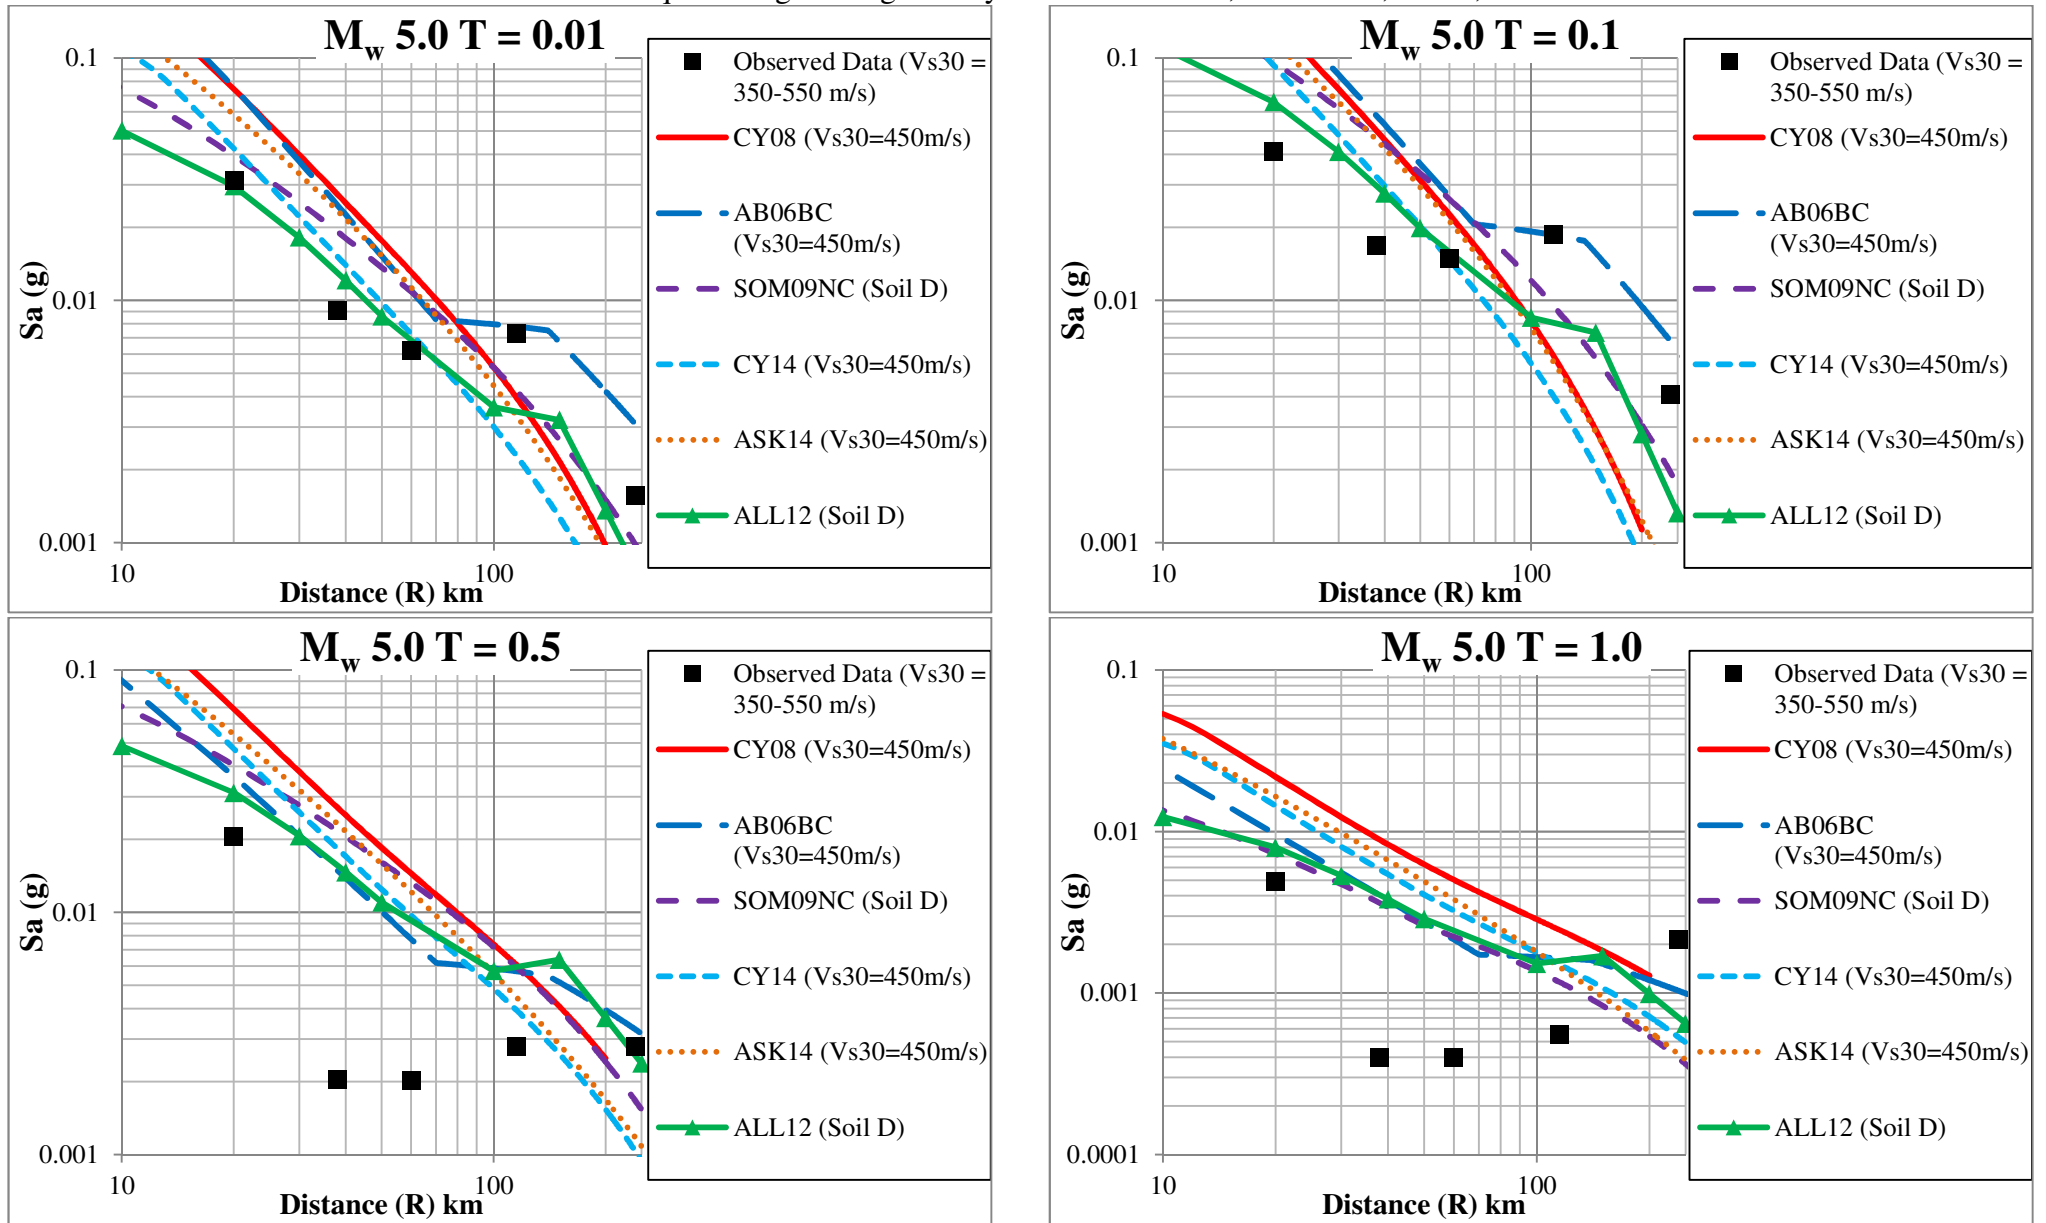 M_w 5.0 T = 0.01
0.1
0.01
0.001
Sa (g)
10
100
Distance (R) km
Observed Data (Vs30 =
350-550 m/s)
CY08 (Vs30=450m/s)
AB06BC
(Vs30=450m/s)
SOM09NC (Soil D)
CY14 (Vs30=450m/s)
ASK14 (Vs30=450m/s)
ALL12 (Soil D)
M_w 5.0 T = 0.1
0.1
0.01
0.001
Sa (g)
10
100
Distance (R) km
Observed Data (Vs30 =
350-550 m/s)
CY08 (Vs30=450m/s)
AB06BC
(Vs30=450m/s)
SOM09NC (Soil D)
CY14 (Vs30=450m/s)
ASK14 (Vs30=450m/s)
ALL12 (Soil D)
M_w 5.0 T = 0.5
0.1
0.01
0.001
Sa (g)
10
100
Distance (R) km
Observed Data (Vs30 =
350-550 m/s)
CY08 (Vs30=450m/s)
AB06BC
(Vs30=450m/s)
SOM09NC (Soil D)
CY14 (Vs30=450m/s)
ASK14 (Vs30=450m/s)
ALL12 (Soil D)
M_w 5.0 T = 1.0
0.1
0.01
0.001
0.0001
Sa (g)
10
100
Distance (R) km
Observed Data (Vs30 =
350-550 m/s)
CY08 (Vs30=450m/s)
AB06BC
(Vs30=450m/s)
SOM09NC (Soil D)
CY14 (Vs30=450m/s)
ASK14 (Vs30=450m/s)
ALL12 (Soil D)